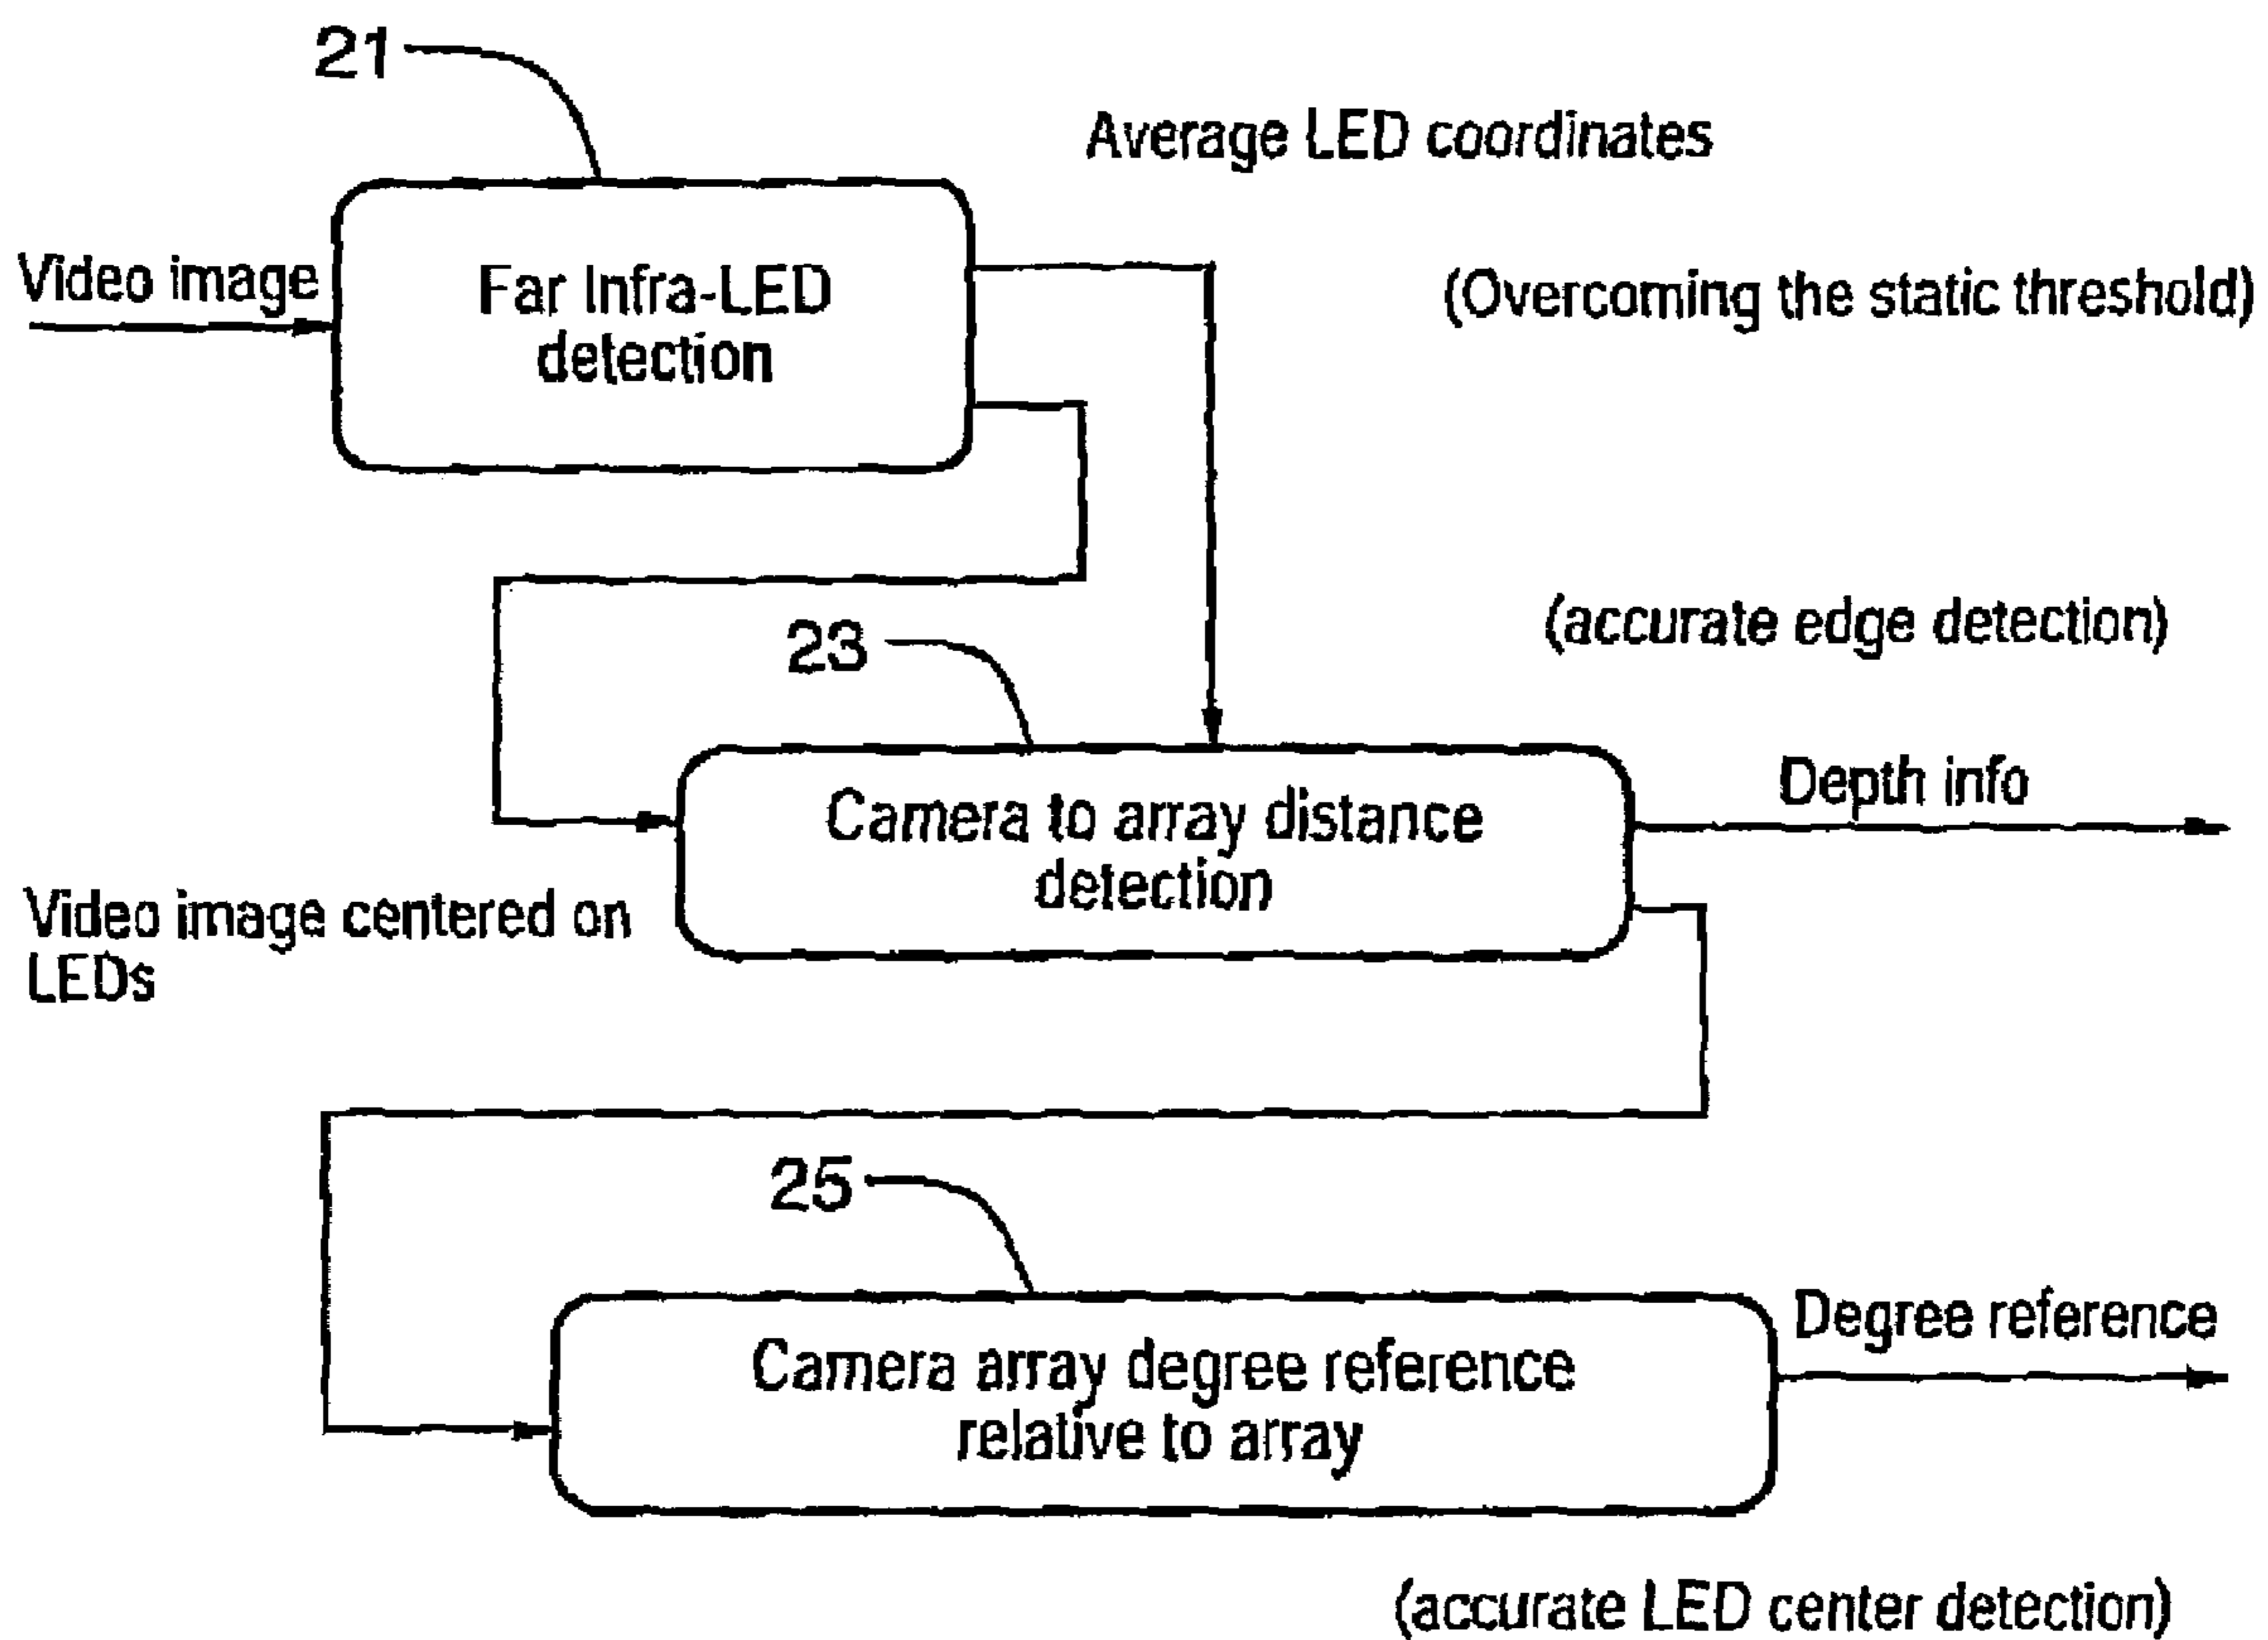 21
Average LED coordinates
Video image
Far Infra-LED
detection
(Overcoming the static threshold)
23
(accurate edge detection)
Camera to array distance
detection
Depth info
Video image centered on
LEDs
25
Camera array degree reference
relative to array
Degree reference
(accurate LED center detection)